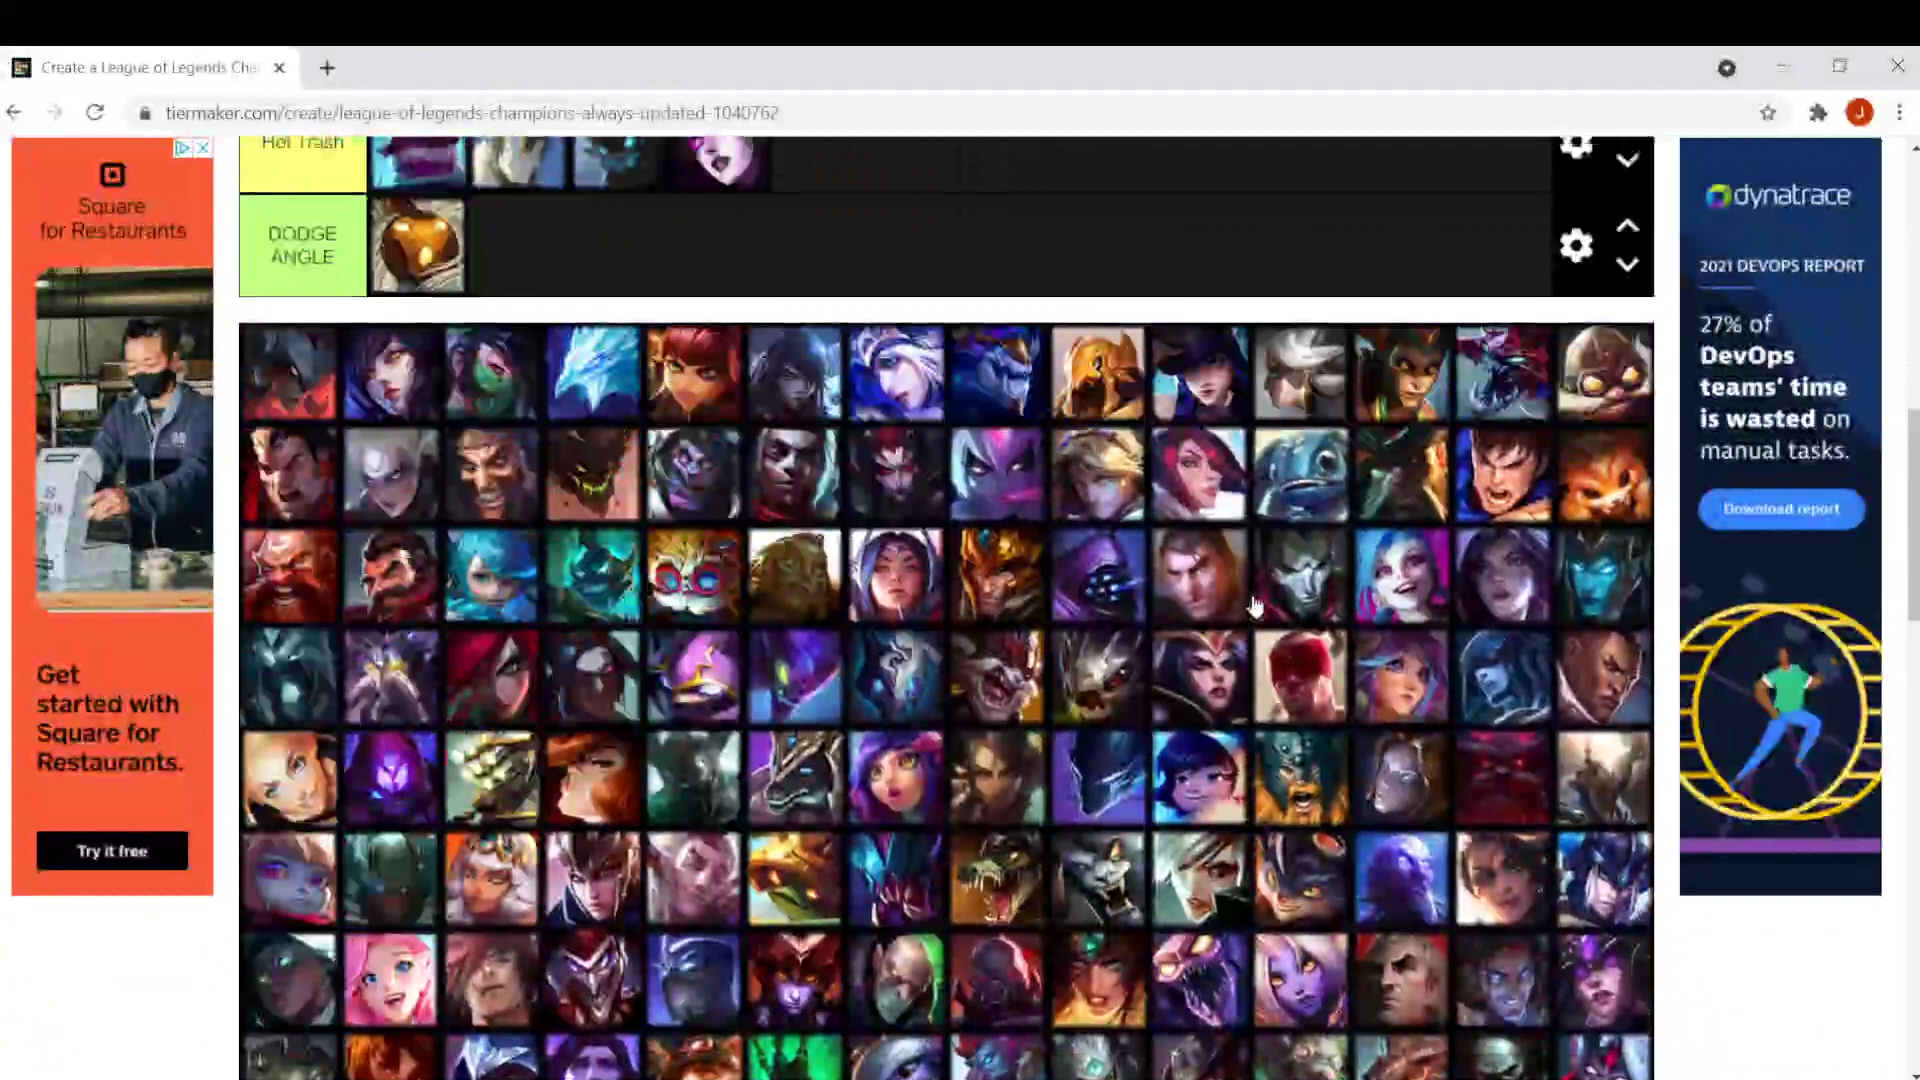 Create a League of Legends Cha
tiermaker.com/create/league-of-legends-champions-always-updated-1040762
J
Hot Trash
DODGE
ANGLE
Square
for Restaurants
Get
started with
Square for
Restaurants.
Try it free
dynatrace
2021 DEVOPS REPORT
27% of
DevOps
teams' time
is wasted on
manual tasks.
Download report